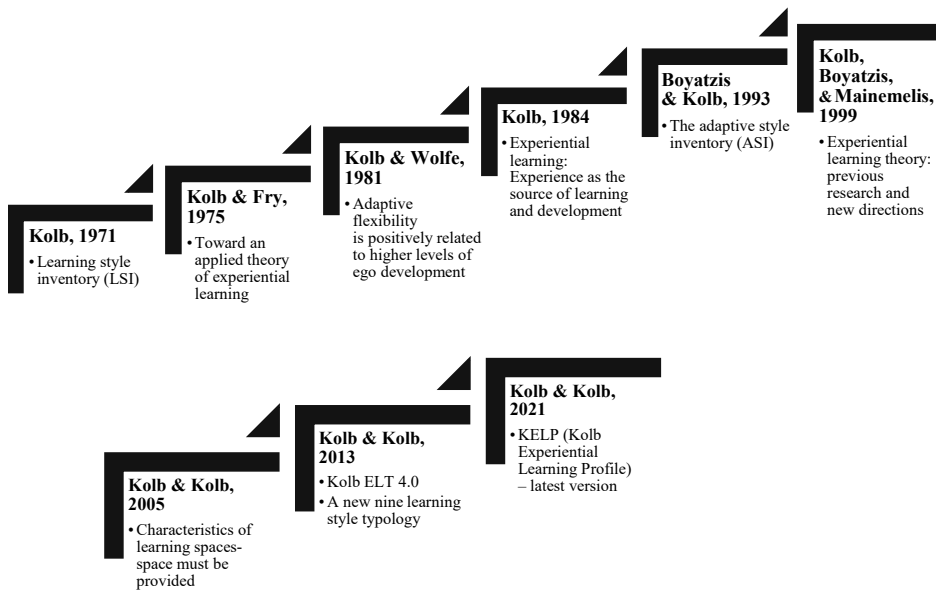 Kolb, 1971
• Learning style
inventory (LSI)
Kolb & Fry,
1975
• Toward an
applied theory
of experiential
learning
Kolb & Wolfe,
1981
• Adaptive
flexibility
is positively related
to higher levels of
ego development
Kolb, 1984
• Experiential
learning:
Experience as the
source of learning
and development
Boyatzis
& Kolb, 1993
• The adaptive style
inventory (ASI)
Kolb,
Boyatzis,
& Mainemelis,
1999
• Experiential
learning theory:
previous
research and
new directions
Kolb & Kolb,
2005
• Characteristics of
learning spaces-
space must be
provided
Kolb & Kolb,
2013
• Kolb ELT 4.0
• A new nine learning
style typology
Kolb & Kolb,
2021
• KELP (Kolb
Experiential
Learning Profile)
– latest version